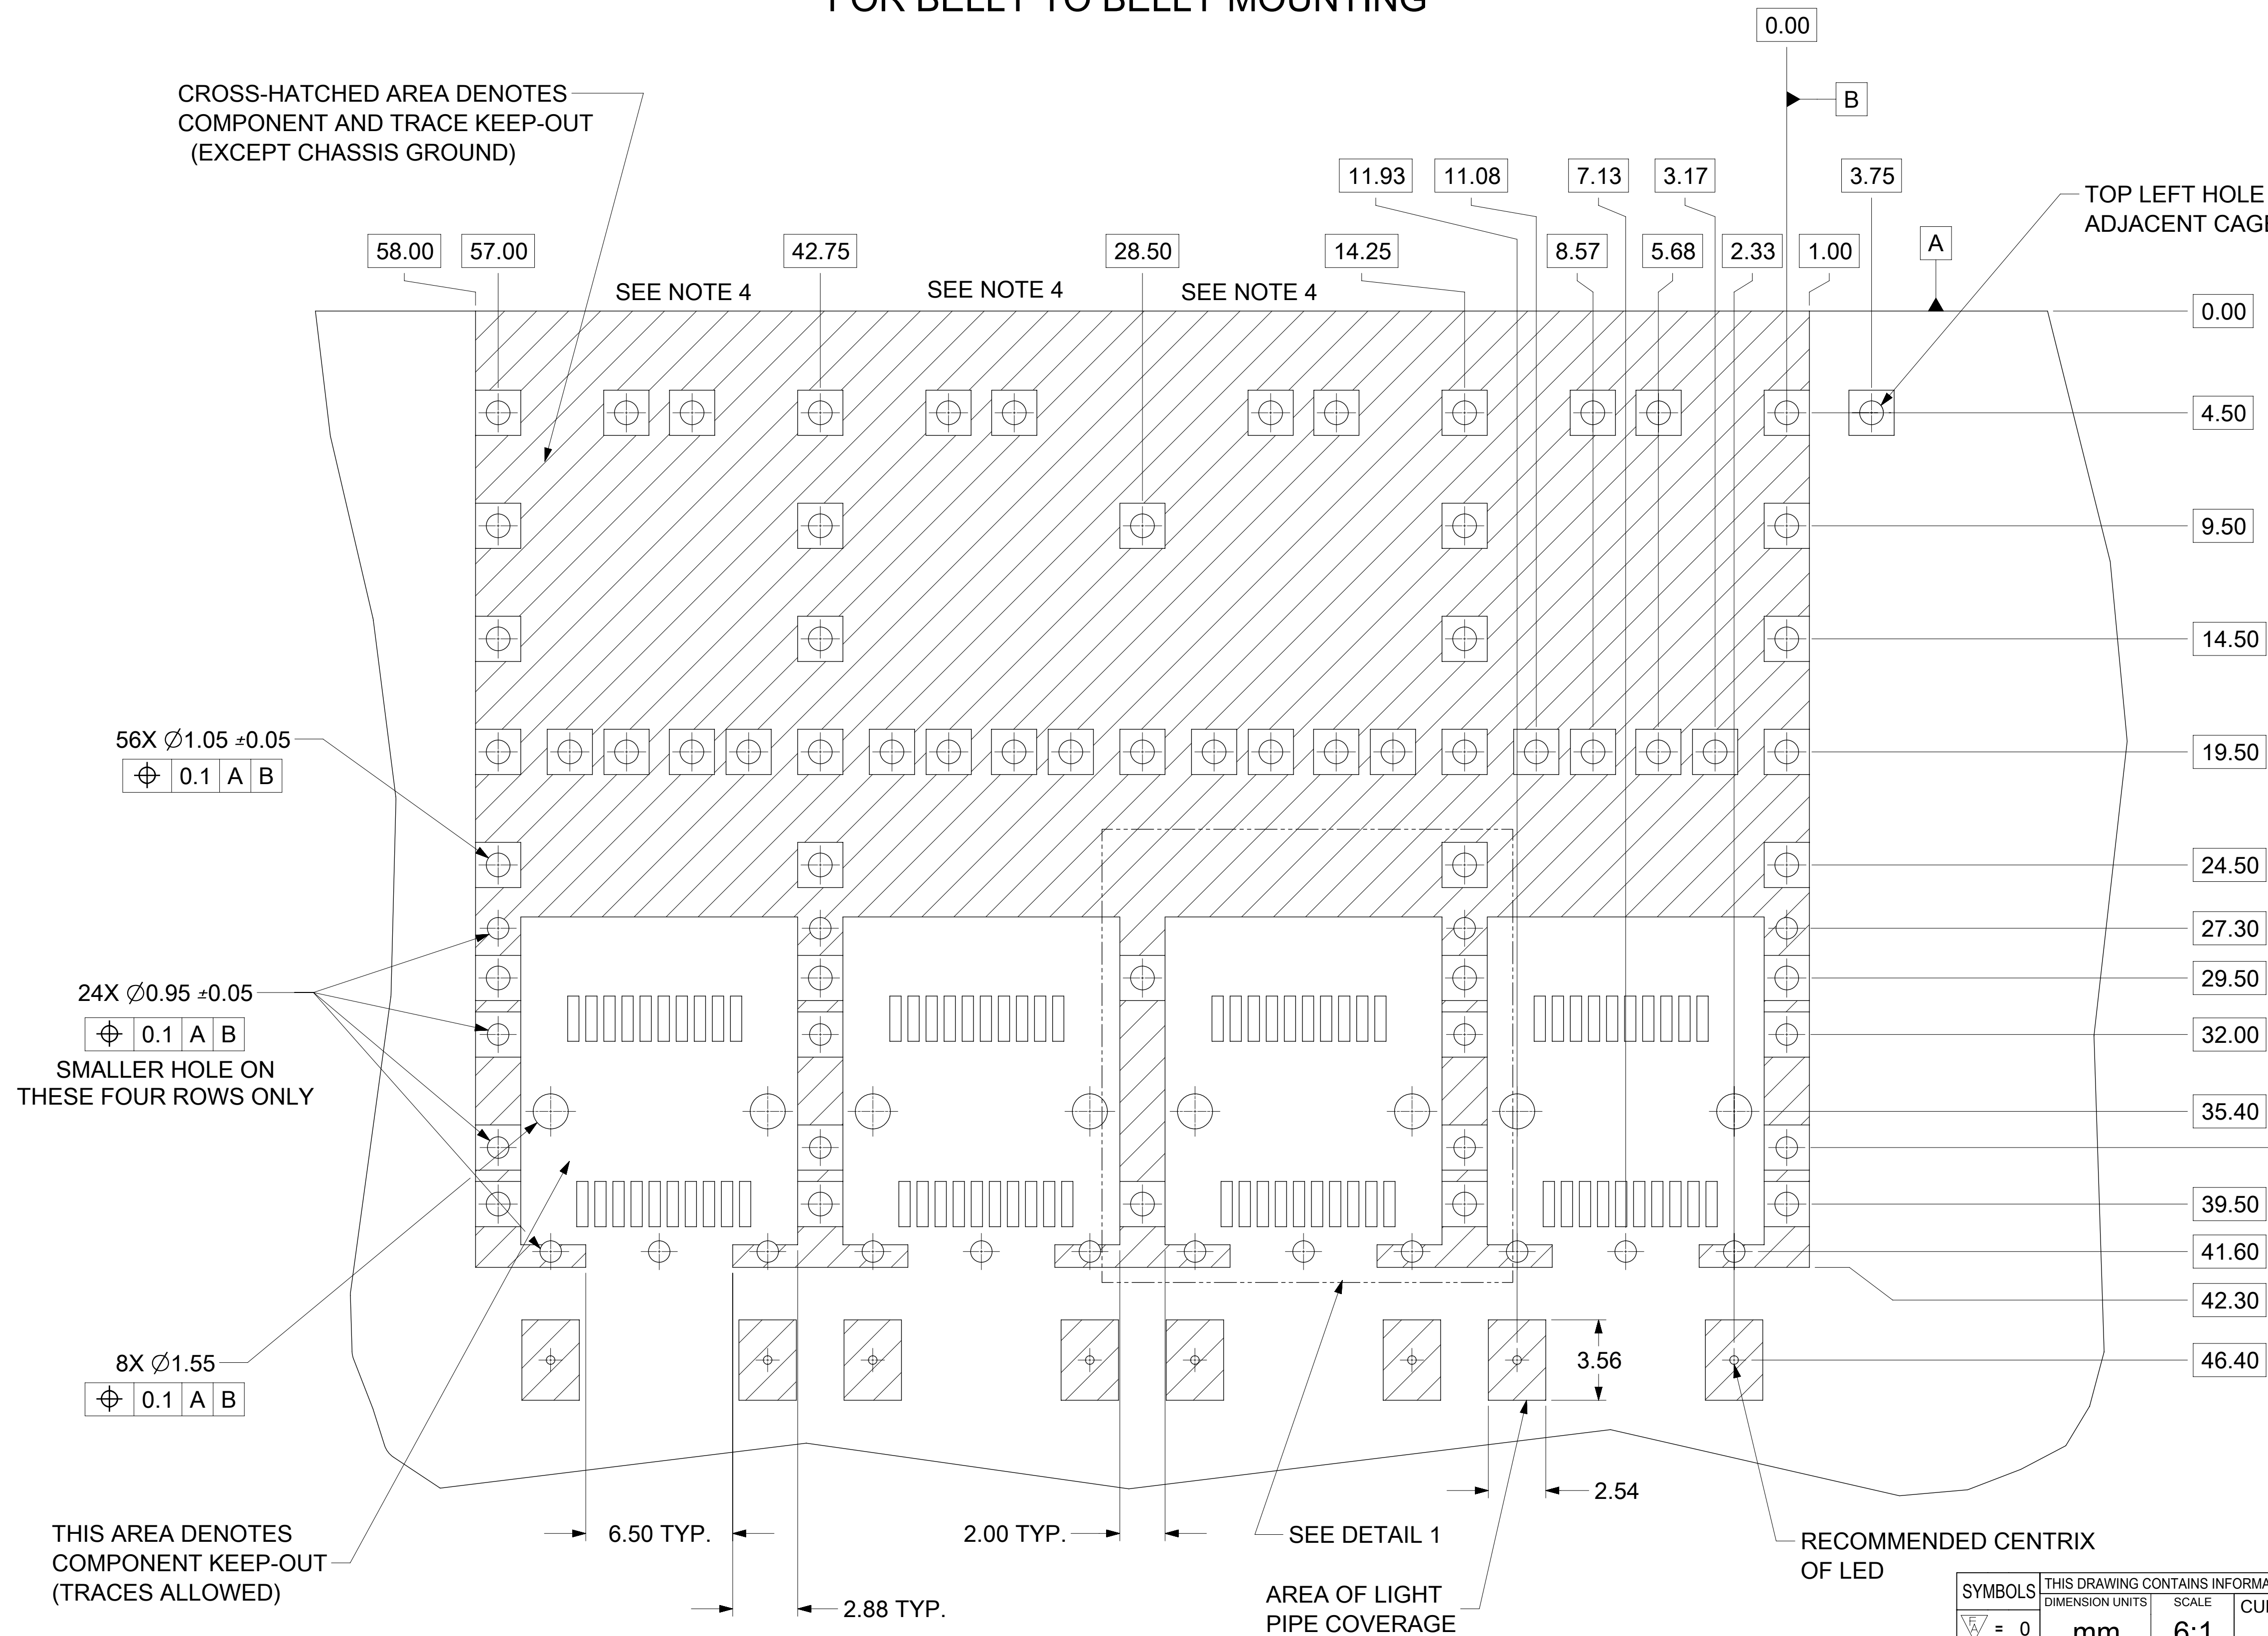 FOR BELLY TO BELLY MOUNTING
0.00
B
CROSS-HATCHED AREA DENOTES
COMPONENT AND TRACE KEEP-OUT
(EXCEPT CHASSIS GROUND)
11.93
11.08
7.13
3.17
3.75
TOP LEFT HOLE
ADJACENT
58.00
57.00
42.75
28.50
14.25
8.57
5.68
2.33
1.00
A
SEE NOTE 4
SEE NOTE 4
SEE NOTE 4
0.00
4.50
9.50
14.50
56X Ø1.05 ±0.05
⌖ 0.1 A B
19.50
24.50
27.30
29.50
24X Ø0.95 ±0.05
⌖ 0.1 A B
SMALLER HOLE ON
THESE FOUR ROWS ONLY
32.00
35.40
39.50
41.60
42.30
8X Ø1.55
⌖ 0.1 A B
3.56
46.40
2.54
THIS AREA DENOTES
COMPONENT KEEP-OUT
(TRACES ALLOWED)
6.50 TYP.
2.00 TYP.
SEE DETAIL 1
RECOMMENDED CENTRIX
OF LED
2.88 TYP.
AREA OF LIGHT
PIPE COVERAGE
SYMBOLS
THIS DRAWING CONTAINS
DIMENSION UNITS
SCALE
= 0
mm
6:1